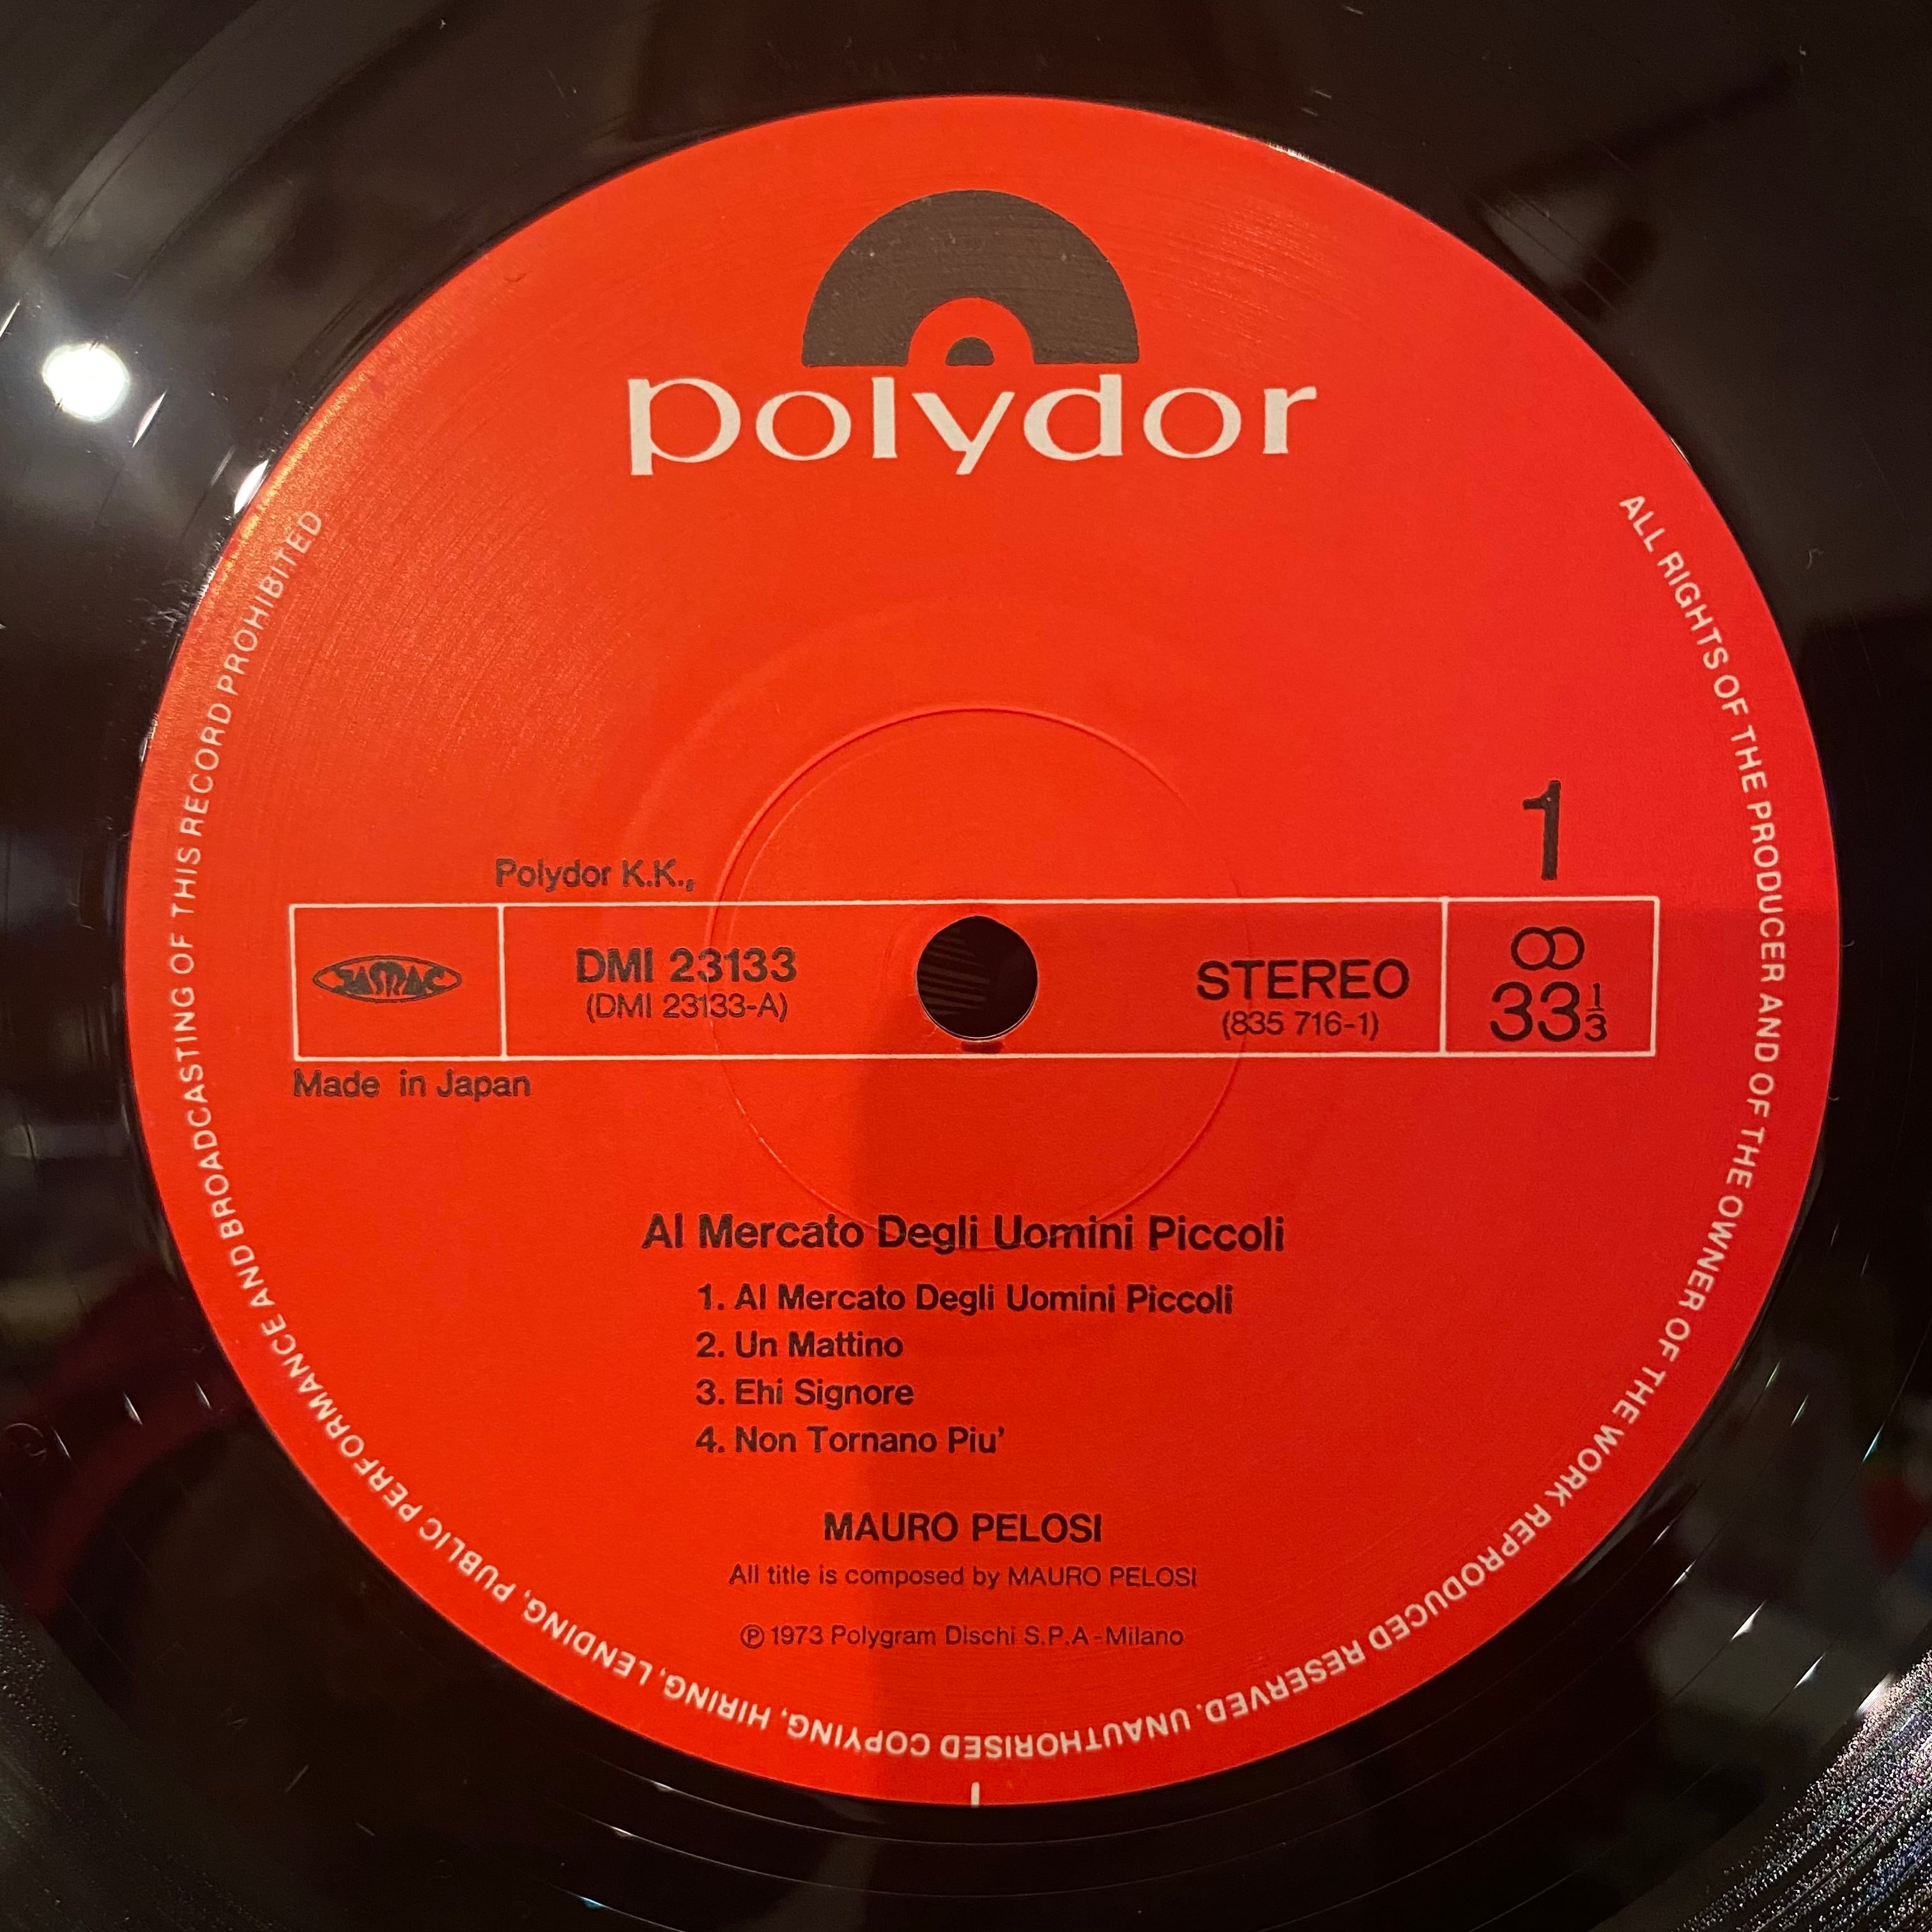 polydor
1
Polydor K.K.,
JASRAC
DMI 23133
(DMI 23133-A)
STEREO
(835 716-1)
33 1/3
Made in Japan
Al Mercato Degli Uomini Piccoli
1. Al Mercato Degli Uomini Piccoli
2. Un Mattino
3. Ehi Signore
4. Non Tornano Piu'
MAURO PELOSI
All title is composed by MAURO PELOSI
℗ 1973 Polygram Dischi S.P.A-Milano
ALL RIGHTS OF THE PRODUCER AND OF THE OWNER OF THE WORK REPRODUCED RESERVED. UNAUTHORISED COPYING, HIRING, LENDING, PUBLIC PERFORMANCE AND BROADCASTING OF THIS RECORD PROHIBITED